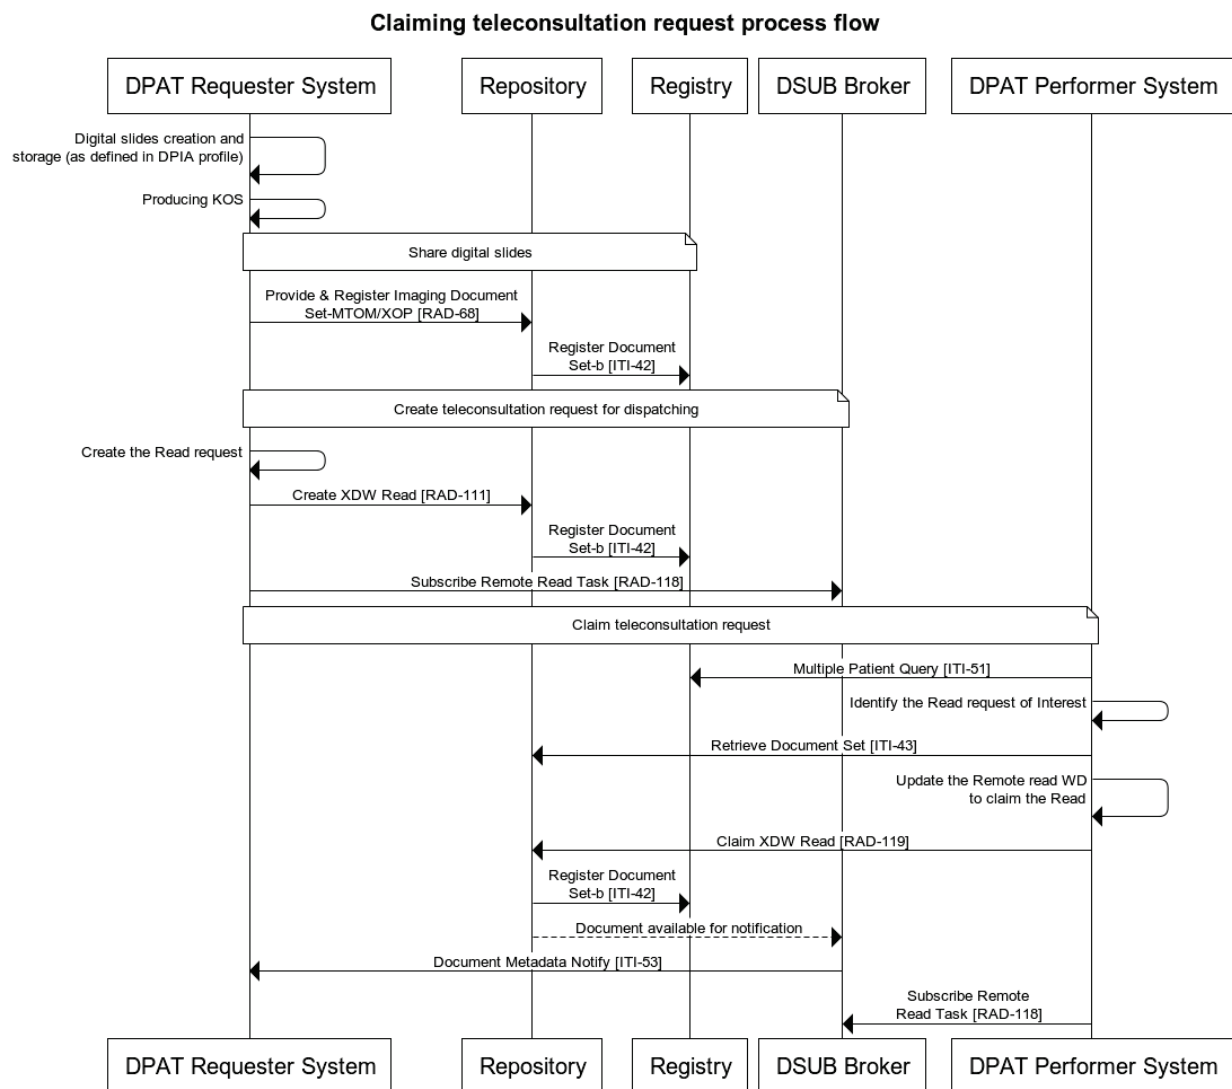 Claiming teleconsultation request process flow
DPAT Requester System
Repository
Registry
DSUB Broker
DPAT Performer System
Digital slides creation and
storage (as defined in DPIA profile)
Producing KOS
Share digital slides
Provide & Register Imaging Document
Set-MTOM/XOP [RAD-68]
Register Document
Set-b [ITI-42]
Create teleconsultation request for dispatching
Create the Read request
Create XDW Read [RAD-111]
Register Document
Set-b [ITI-42]
Subscribe Remote Read Task [RAD-118]
Claim teleconsultation request
Multiple Patient Query [ITI-51]
Identify the Read request of Interest
Retrieve Document Set [ITI-43]
Update the Remote read WD
to claim the Read
Claim XDW Read [RAD-119]
Register Document
Set-b [ITI-42]
Document available for notification
Document Metadata Notify [ITI-53]
Subscribe Remote
Read Task [RAD-118]
DPAT Requester System
Repository
Registry
DSUB Broker
DPAT Performer System